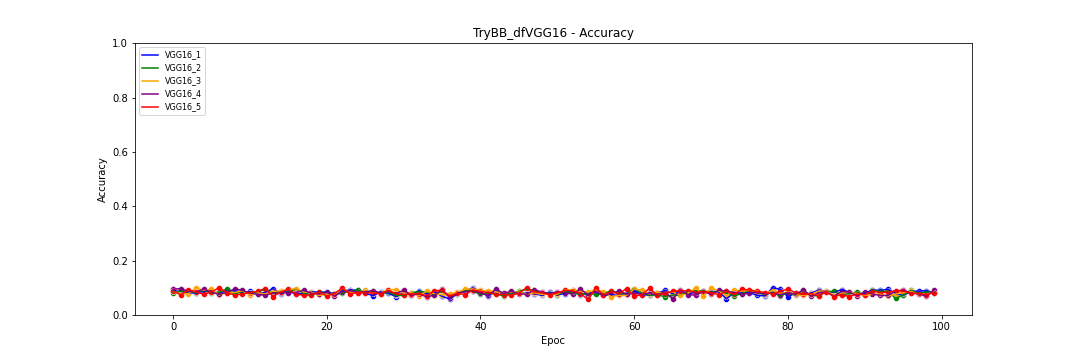 TryBB_dfVGG16 - Accuracy
1.0
0.8
0.6
0.4
0.2
0.0
Accuracy
VGG16_1
VGG16_2
VGG16_3
VGG16_4
VGG16_5
0 20 40 60 80 100
Epoc